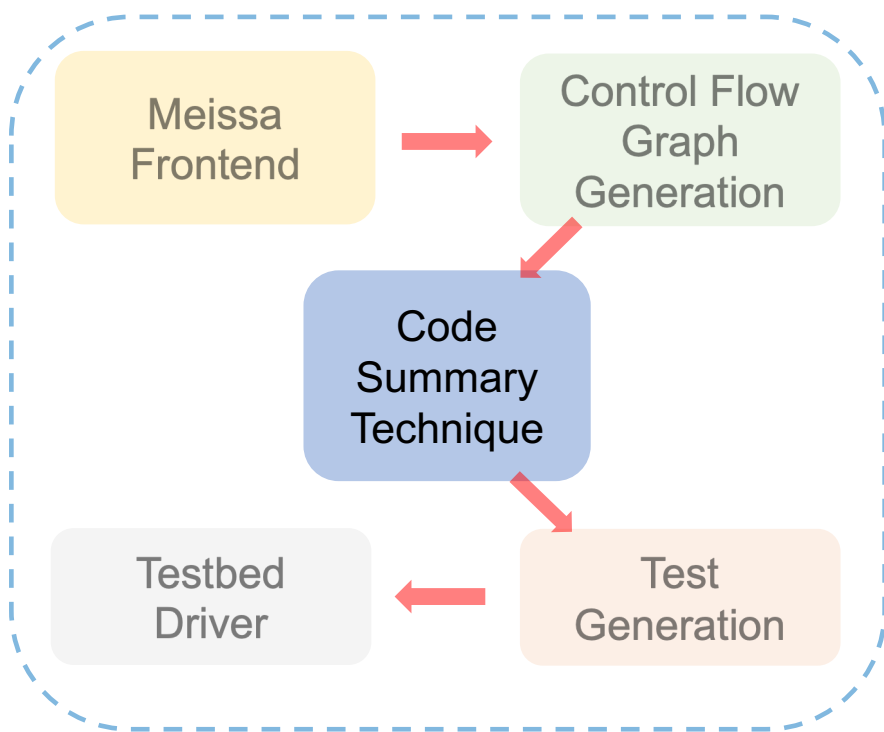 Meissa
Frontend
Control Flow
Graph
Generation
Code
Summary
Technique
Testbed
Driver
Test
Generation